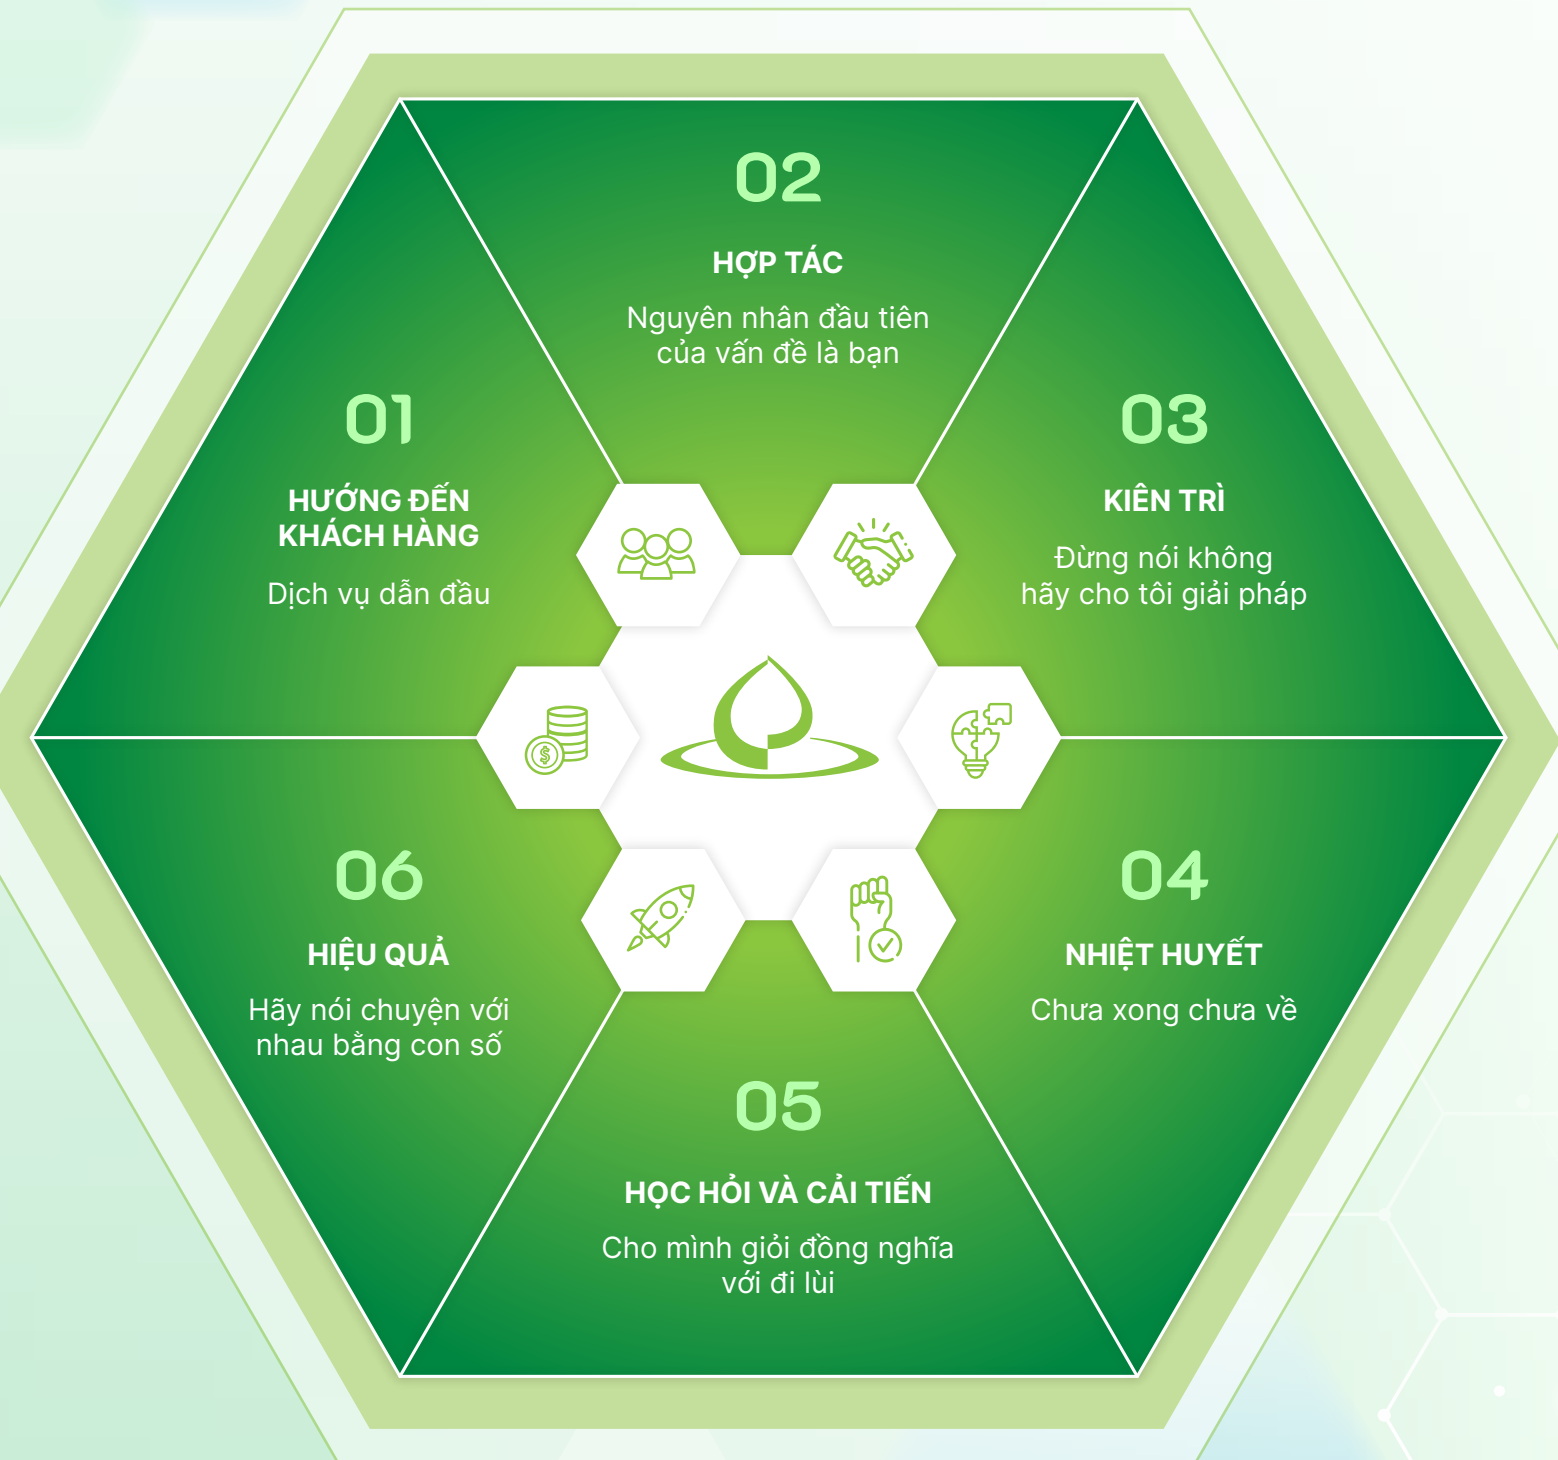 01
HƯỚNG ĐẾN
KHÁCH HÀNG
Dịch vụ dẫn đầu
02
HỢP TÁC
Nguyên nhân đầu tiên
của vấn đề là bạn
03
KIÊN TRÌ
Đừng nói không
hãy cho tôi giải pháp
04
NHIỆT HUYẾT
Chưa xong chưa về
05
HỌC HỎI VÀ CẢI TIẾN
Cho mình giỏi đồng nghĩa
với đi lùi
06
HIỆU QUẢ
Hãy nói chuyện với
nhau bằng con số
$